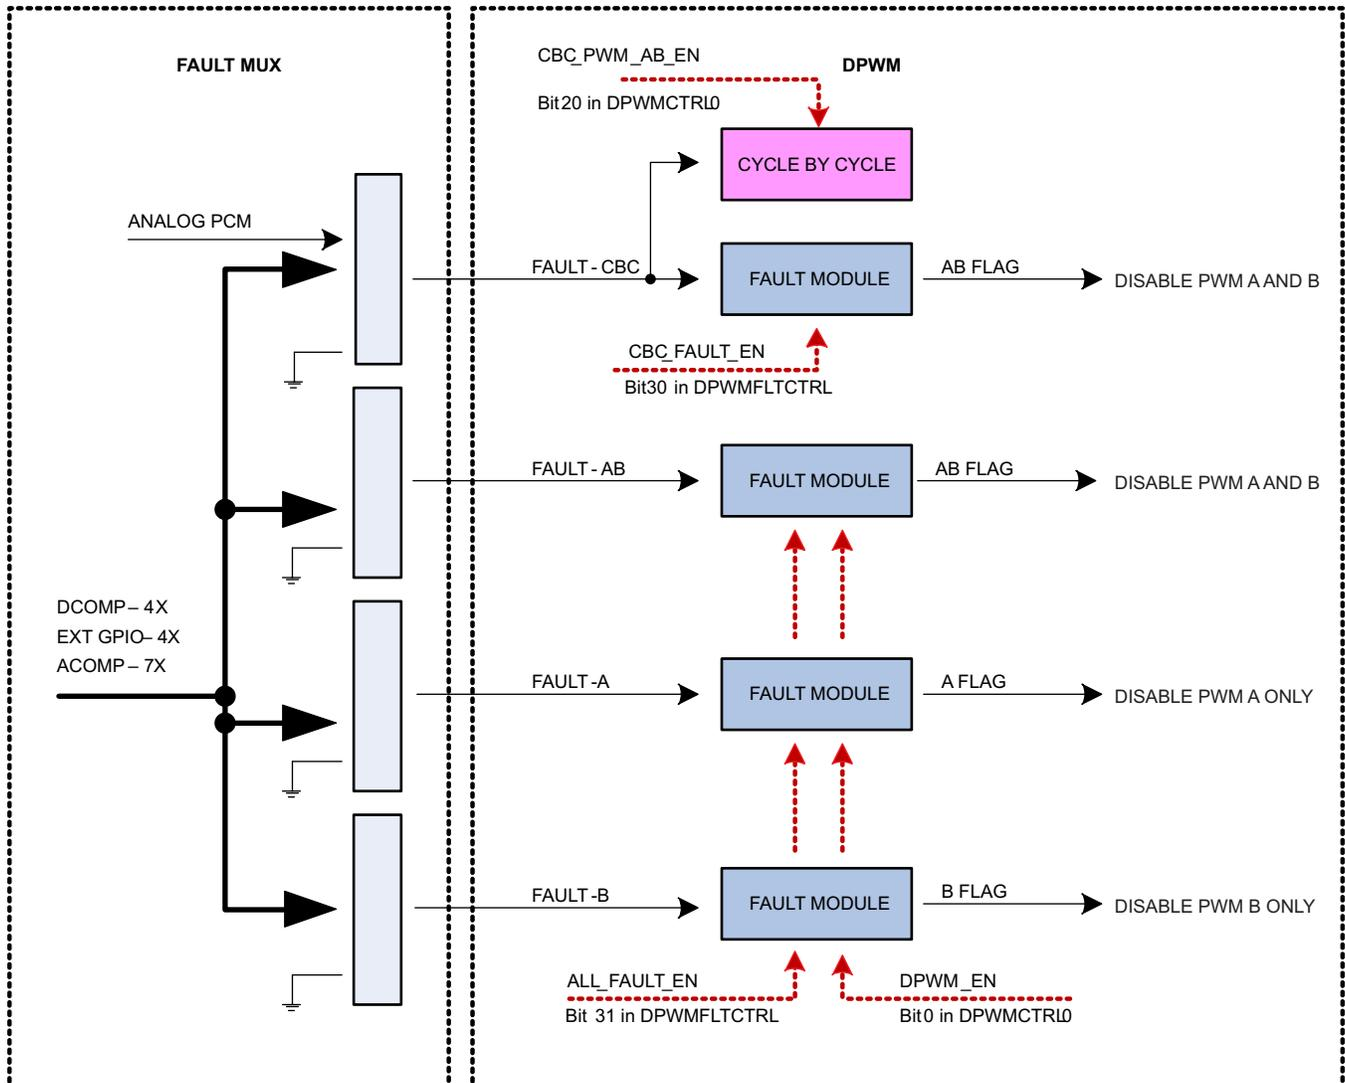 FAULT MUX
DPWM
CBC_PWM_AB_EN
Bit20 in DPWMCTRL0
CYCLE BY CYCLE
ANALOG PCM
FAULT - CBC
FAULT MODULE
AB FLAG
DISABLE PWM A AND B
CBC_FAULT_EN
Bit30 in DPWMFLTCTRL
FAULT - AB
FAULT MODULE
AB FLAG
DISABLE PWM A AND B
DCOMP – 4X
EXT GPIO– 4X
ACOMP – 7X
FAULT -A
FAULT MODULE
A FLAG
DISABLE PWM A ONLY
FAULT -B
FAULT MODULE
B FLAG
DISABLE PWM B ONLY
ALL_FAULT_EN
Bit 31 in DPWMFLTCTRL
DPWM_EN
Bit0 in DPWMCTRL0